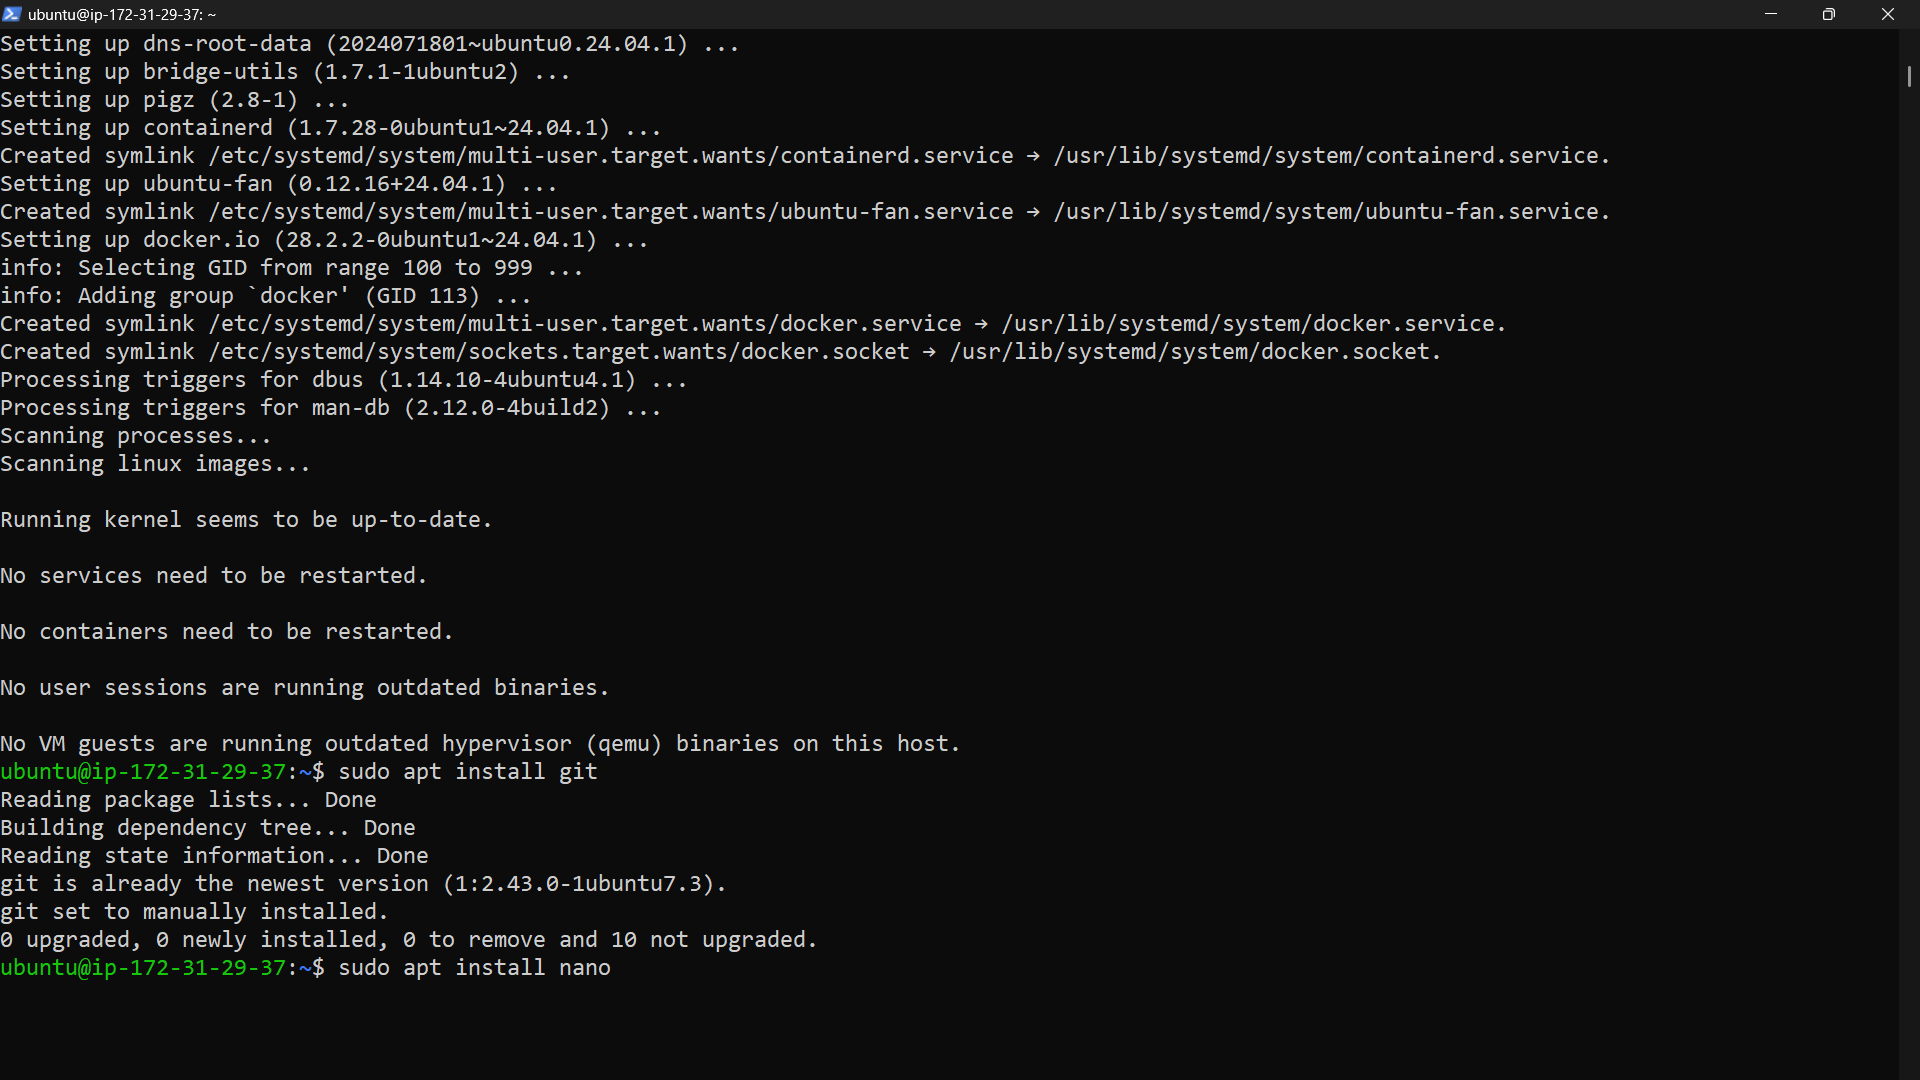 ubuntu@ip-172-31-29-37: ~
Setting up dns-root-data (2024071801~ubuntu0.24.04.1) ...
Setting up bridge-utils (1.7.1-1ubuntu2) ...
Setting up pigz (2.8-1) ...
Setting up containerd (1.7.28-0ubuntu1~24.04.1) ...
Created symlink /etc/systemd/system/multi-user.target.wants/containerd.service → /usr/lib/systemd/system/containerd.service.
Setting up ubuntu-fan (0.12.16+24.04.1) ...
Created symlink /etc/systemd/system/multi-user.target.wants/ubuntu-fan.service → /usr/lib/systemd/system/ubuntu-fan.service.
Setting up docker.io (28.2.2-0ubuntu1~24.04.1) ...
info: Selecting GID from range 100 to 999 ...
info: Adding group `docker' (GID 113) ...
Created symlink /etc/systemd/system/multi-user.target.wants/docker.service → /usr/lib/systemd/system/docker.service.
Created symlink /etc/systemd/system/sockets.target.wants/docker.socket → /usr/lib/systemd/system/docker.socket.
Processing triggers for dbus (1.14.10-4ubuntu4.1) ...
Processing triggers for man-db (2.12.0-4build2) ...
Scanning processes...
Scanning linux images...
Running kernel seems to be up-to-date.
No services need to be restarted.
No containers need to be restarted.
No user sessions are running outdated binaries.
No VM guests are running outdated hypervisor (qemu) binaries on this host.
ubuntu@ip-172-31-29-37:~$ sudo apt install git
Reading package lists... Done
Building dependency tree... Done
Reading state information... Done
git is already the newest version (1:2.43.0-1ubuntu7.3).
git set to manually installed.
0 upgraded, 0 newly installed, 0 to remove and 10 not upgraded.
ubuntu@ip-172-31-29-37:~$ sudo apt install nano